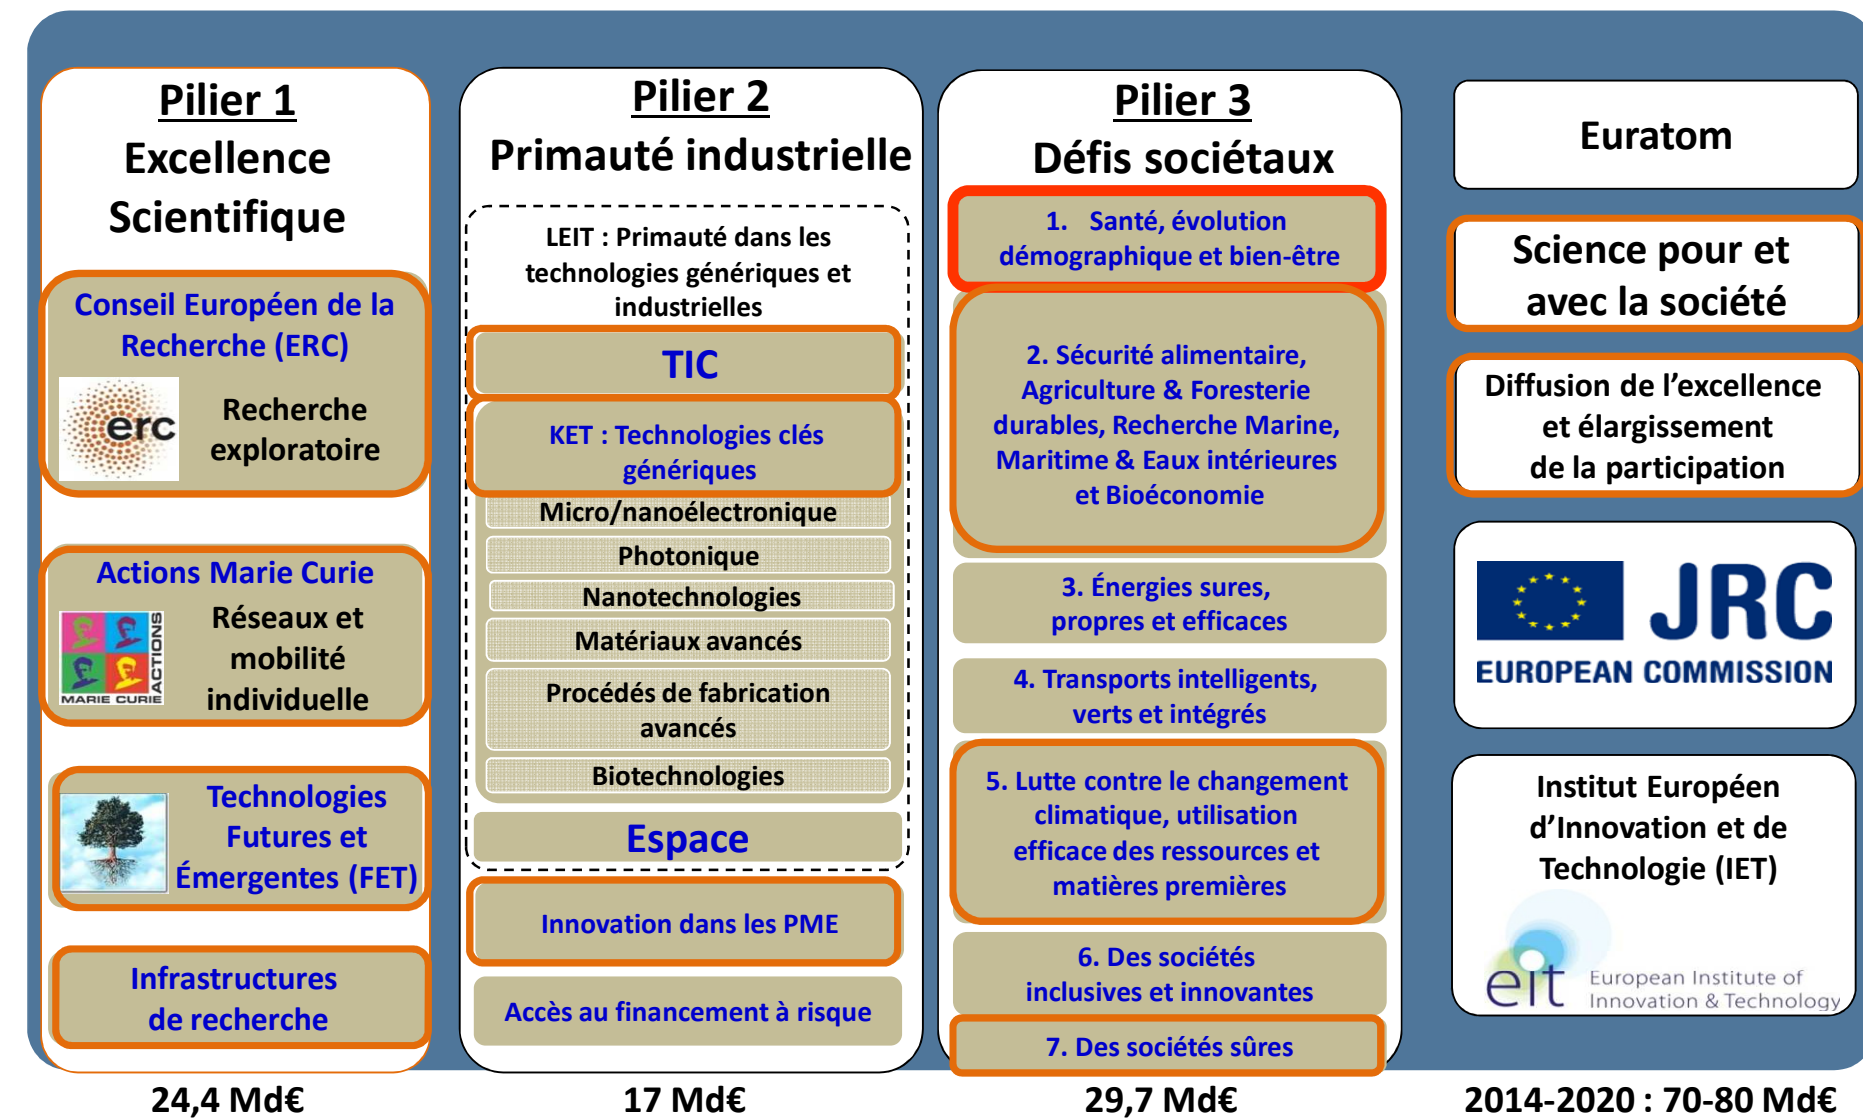 Pilier 1
Excellence
Scientifique
Conseil Européen de la
Recherche (ERC)
erc
Recherche
exploratoire
Actions Marie Curie
MARIE CURIE
ACTIONS
Réseaux et
mobilité
individuelle
Technologies
Futures et
Émergentes (FET)
Infrastructures
de recherche
24,4 Md€
Pilier 2
Primauté industrielle
LEIT : Primauté dans les
technologies génériques et
industrielles
TIC
KET : Technologies clés
génériques
Micro/nanoélectronique
Photonique
Nanotechnologies
Matériaux avancés
Procédés de fabrication
avancés
Biotechnologies
Espace
Innovation dans les PME
Accès au financement à risque
17 Md€
Pilier 3
Défis sociétaux
1. Santé, évolution
démographique et bien-être
2. Sécurité alimentaire,
Agriculture & Foresterie
durables, Recherche Marine,
Maritime & Eaux intérieures
et Bioéconomie
3. Énergies sures,
propres et efficaces
4. Transports intelligents,
verts et intégrés
5. Lutte contre le changement
climatique, utilisation
efficace des ressources et
matières premières
6. Des sociétés
inclusives et innovantes
7. Des sociétés sûres
29,7 Md€
Euratom
Science pour et
avec la société
Diffusion de l’excellence
et élargissement
de la participation
JRC
EUROPEAN COMMISSION
Institut Européen
d’Innovation et de
Technologie (IET)
eit
European Institute of
Innovation & Technology
2014-2020 : 70-80 Md€